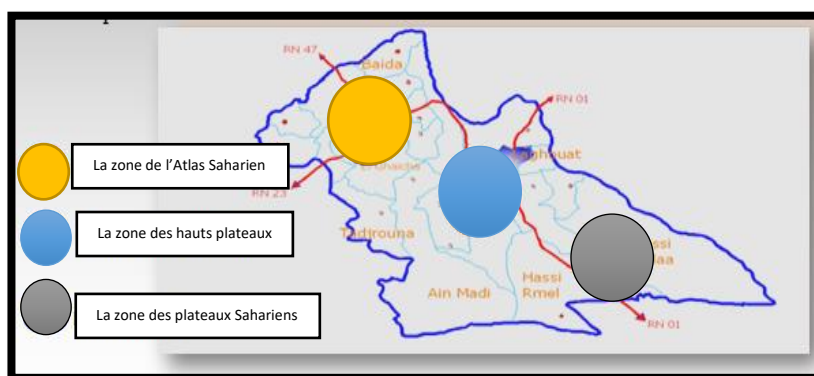 RN 47
Baida
RN 01
La zone de l'Atlas Saharien
RN 23
La zone des hauts plateaux
Tadjrouna
Ain Madi
Hassi
Rmel
La zone des plateaux Sahariens
RN 01